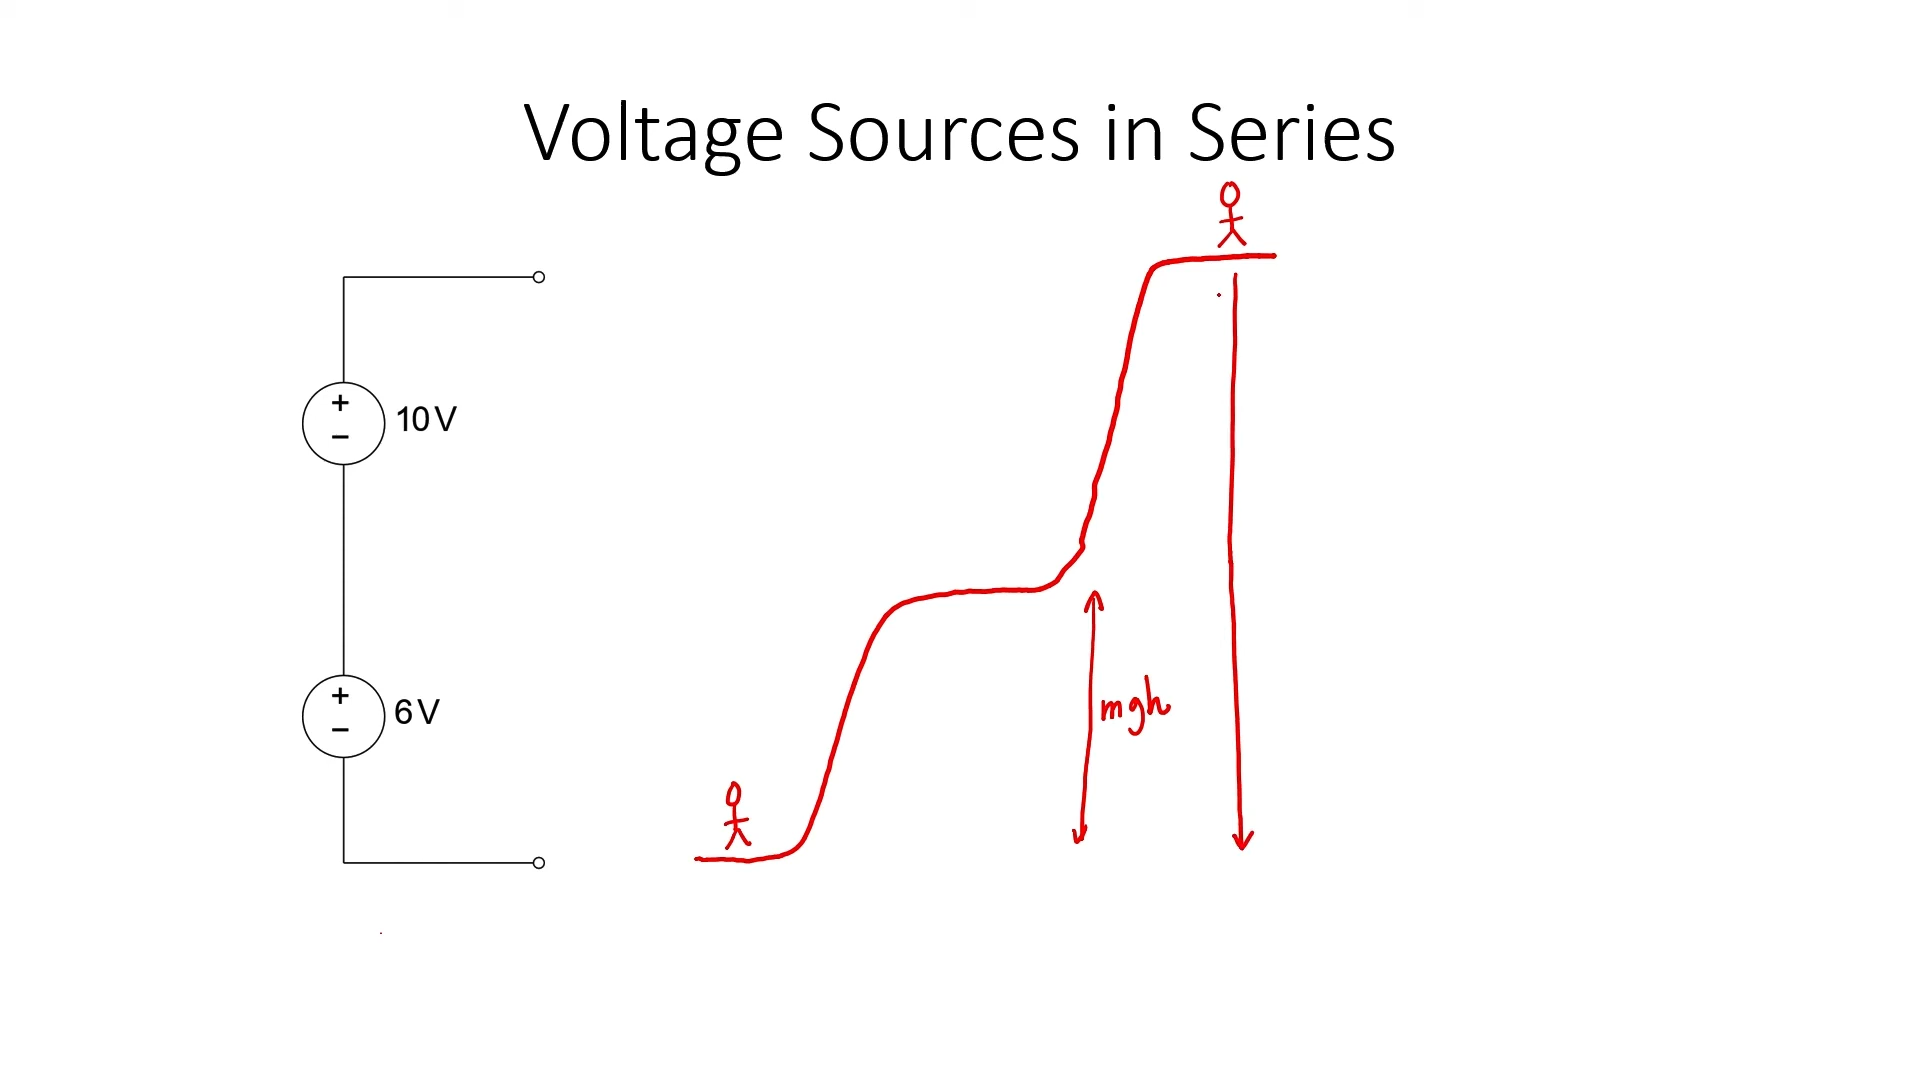 Voltage Sources in Series
+
−
10V
+
−
6V
mgh